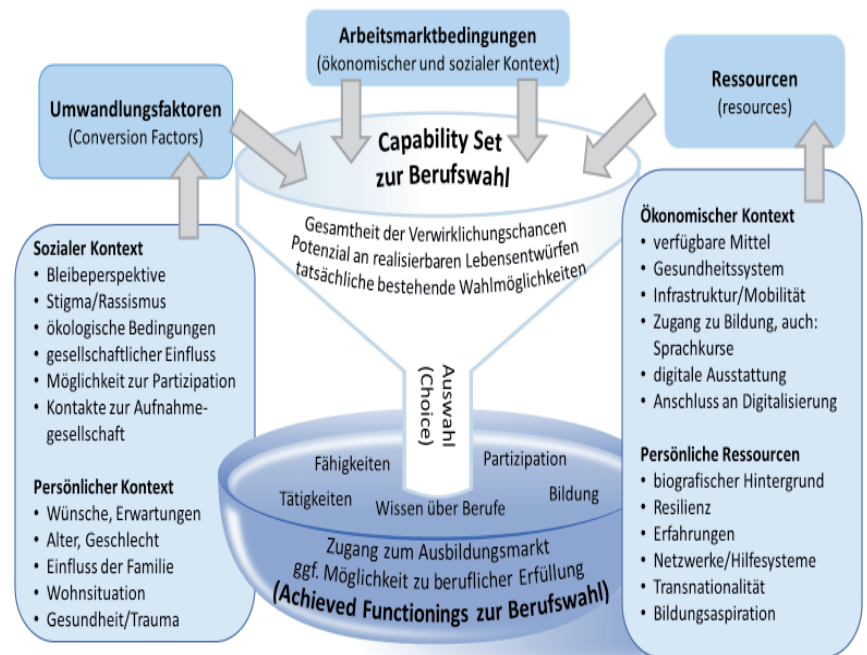 Arbeitsmarktbedingungen
(ökonomischer und sozialer Kontext)
Umwandlungsfaktoren
(Conversion Factors)
Ressourcen
(resources)
Capability Set
zur Berufswahl
Gesamtheit der Verwirklichungschancen
Potenzial an realisierbaren Lebensentwürfen
tatsächliche bestehende Wahlmöglichkeiten
Sozialer Kontext
• Bleibeperspektive
• Stigma/Rassismus
• ökologische Bedingungen
• gesellschaftlicher Einfluss
• Möglichkeit zur Partizipation
• Kontakte zur Aufnahme-
gesellschaft
Persönlicher Kontext
• Wünsche, Erwartungen
• Alter, Geschlecht
• Einfluss der Familie
• Wohnsituation
• Gesundheit/Trauma
Auswahl
(Choice)
Fähigkeiten
Partizipation
Tätigkeiten
Wissen über Berufe
Bildung
Zugang zum Ausbildungsmarkt
ggf. Möglichkeit zu beruflicher Erfüllung
(Achieved Functionings zur Berufswahl)
Ökonomischer Kontext
• verfügbare Mittel
• Gesundheitssystem
• Infrastruktur/Mobilität
• Zugang zu Bildung, auch:
Sprachkurse
• digitale Ausstattung
• Anschluss an Digitalisierung
Persönliche Ressourcen
• biografischer Hintergrund
• Resilienz
• Erfahrungen
• Netzwerke/Hilfesysteme
• Transnationalität
• Bildungsaspiration